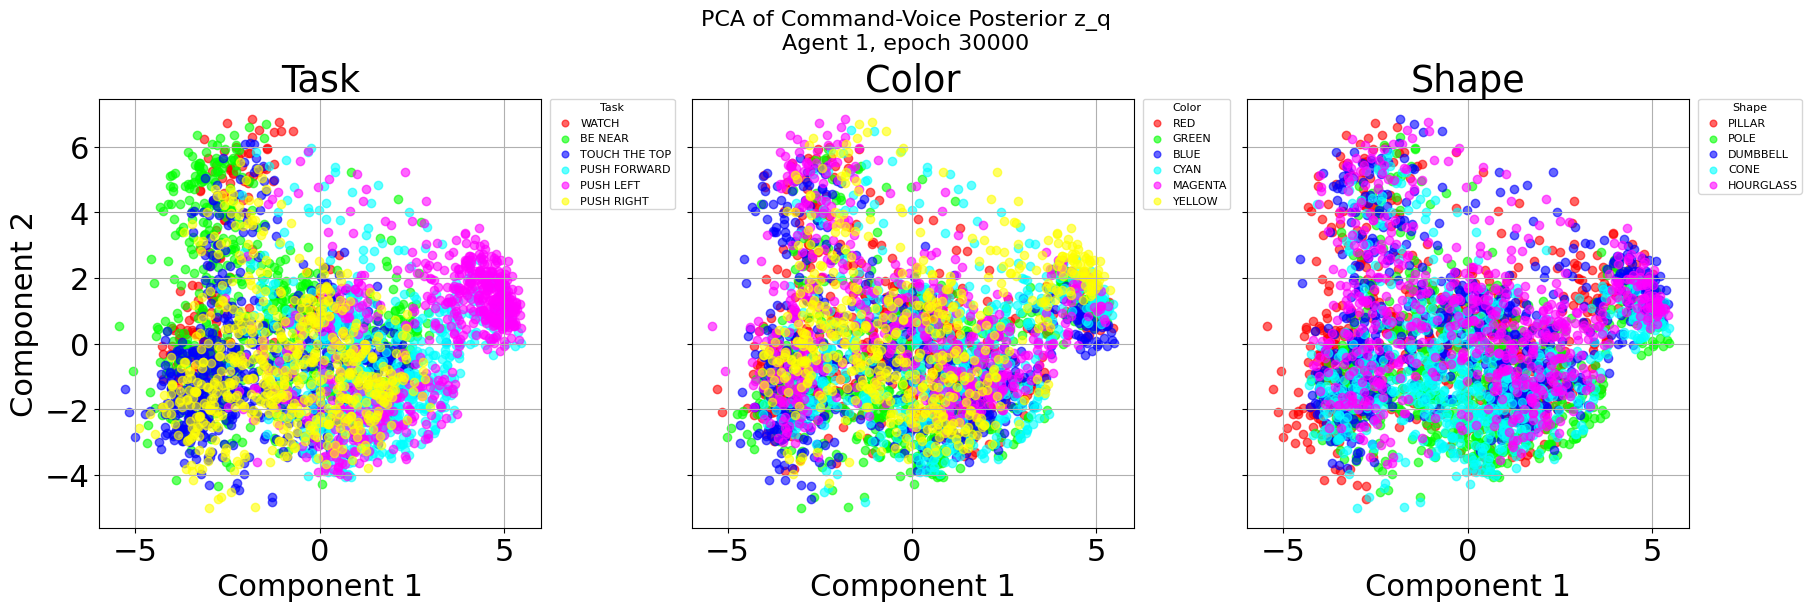 PCA of Command-Voice Posterior z_q
Agent 1, epoch 30000
Task
Component 2
6
4
2
0
−2
−4
−5
0
5
Component 1
Task
WATCH
BE NEAR
TOUCH THE TOP
PUSH FORWARD
PUSH LEFT
PUSH RIGHT
Color
−5
0
5
Component 1
Color
RED
GREEN
BLUE
CYAN
MAGENTA
YELLOW
Shape
−5
0
5
Component 1
Shape
PILLAR
POLE
DUMBBELL
CONE
HOURGLASS